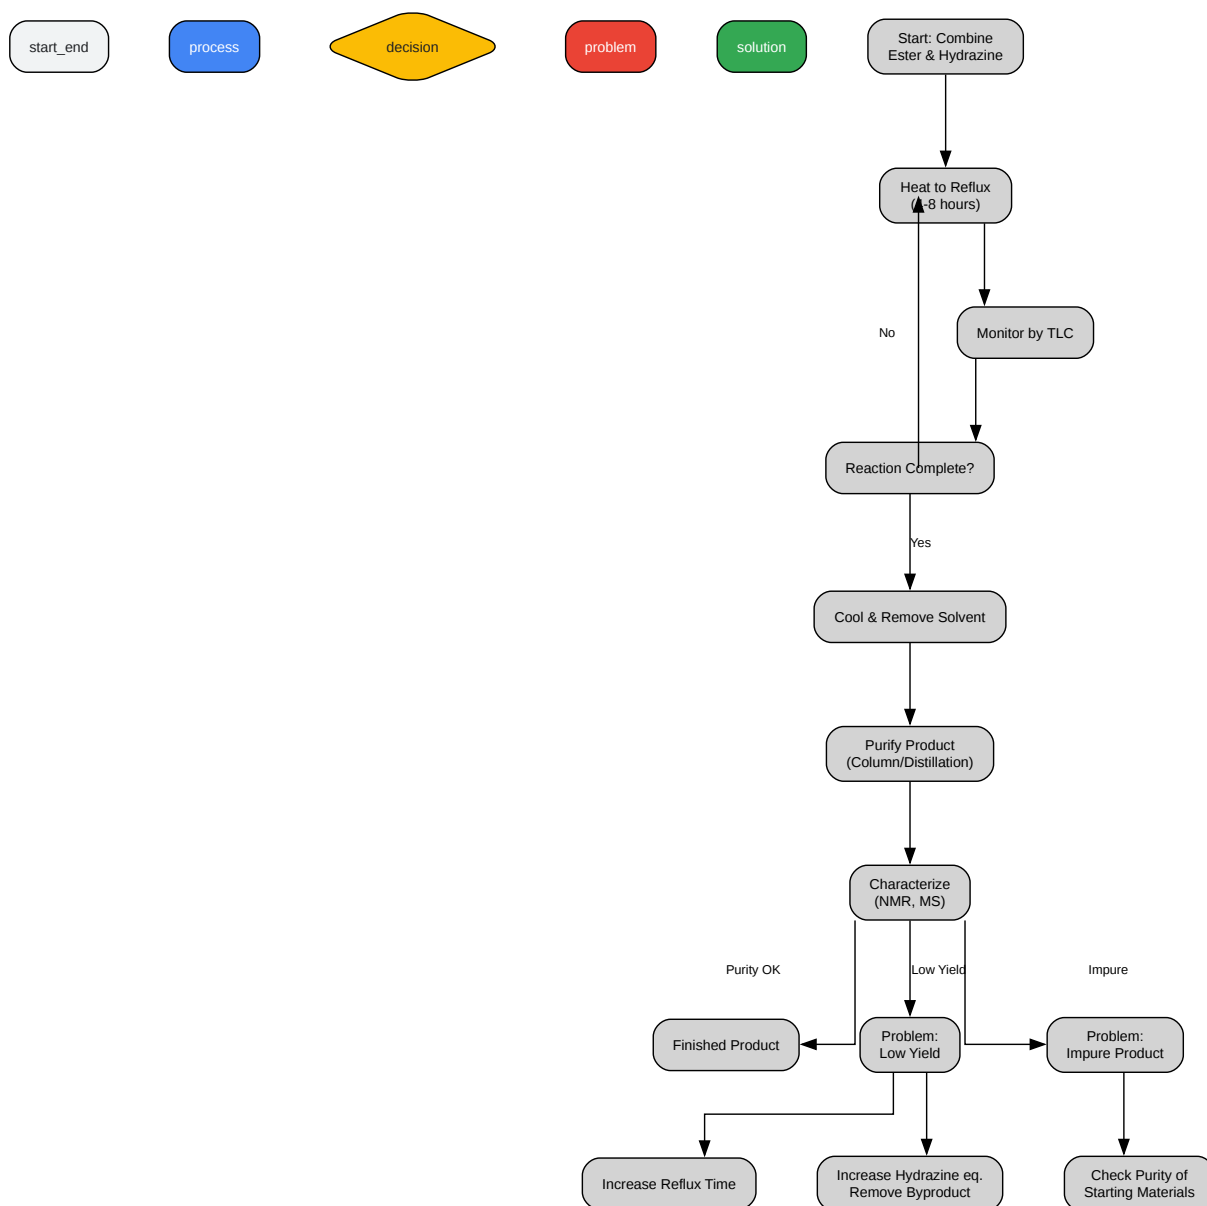 start_end
process
decision
problem
solution
Start: Combine
Ester & Hydrazine
Heat to Reflux
-8 hours)
No
Monitor by TLC
Reaction Complete?
Yes
Cool & Remove Solvent
Purify Product
(Column/Distillation)
Characterize
(NMR, MS)
Purity OK
Low Yield
Impure
Finished Product
Problem:
Low Yield
Problem:
Impure Product
Increase Reflux Time
Increase Hydrazine eq.
Remove Byproduct
Check Purity of
Starting Materials